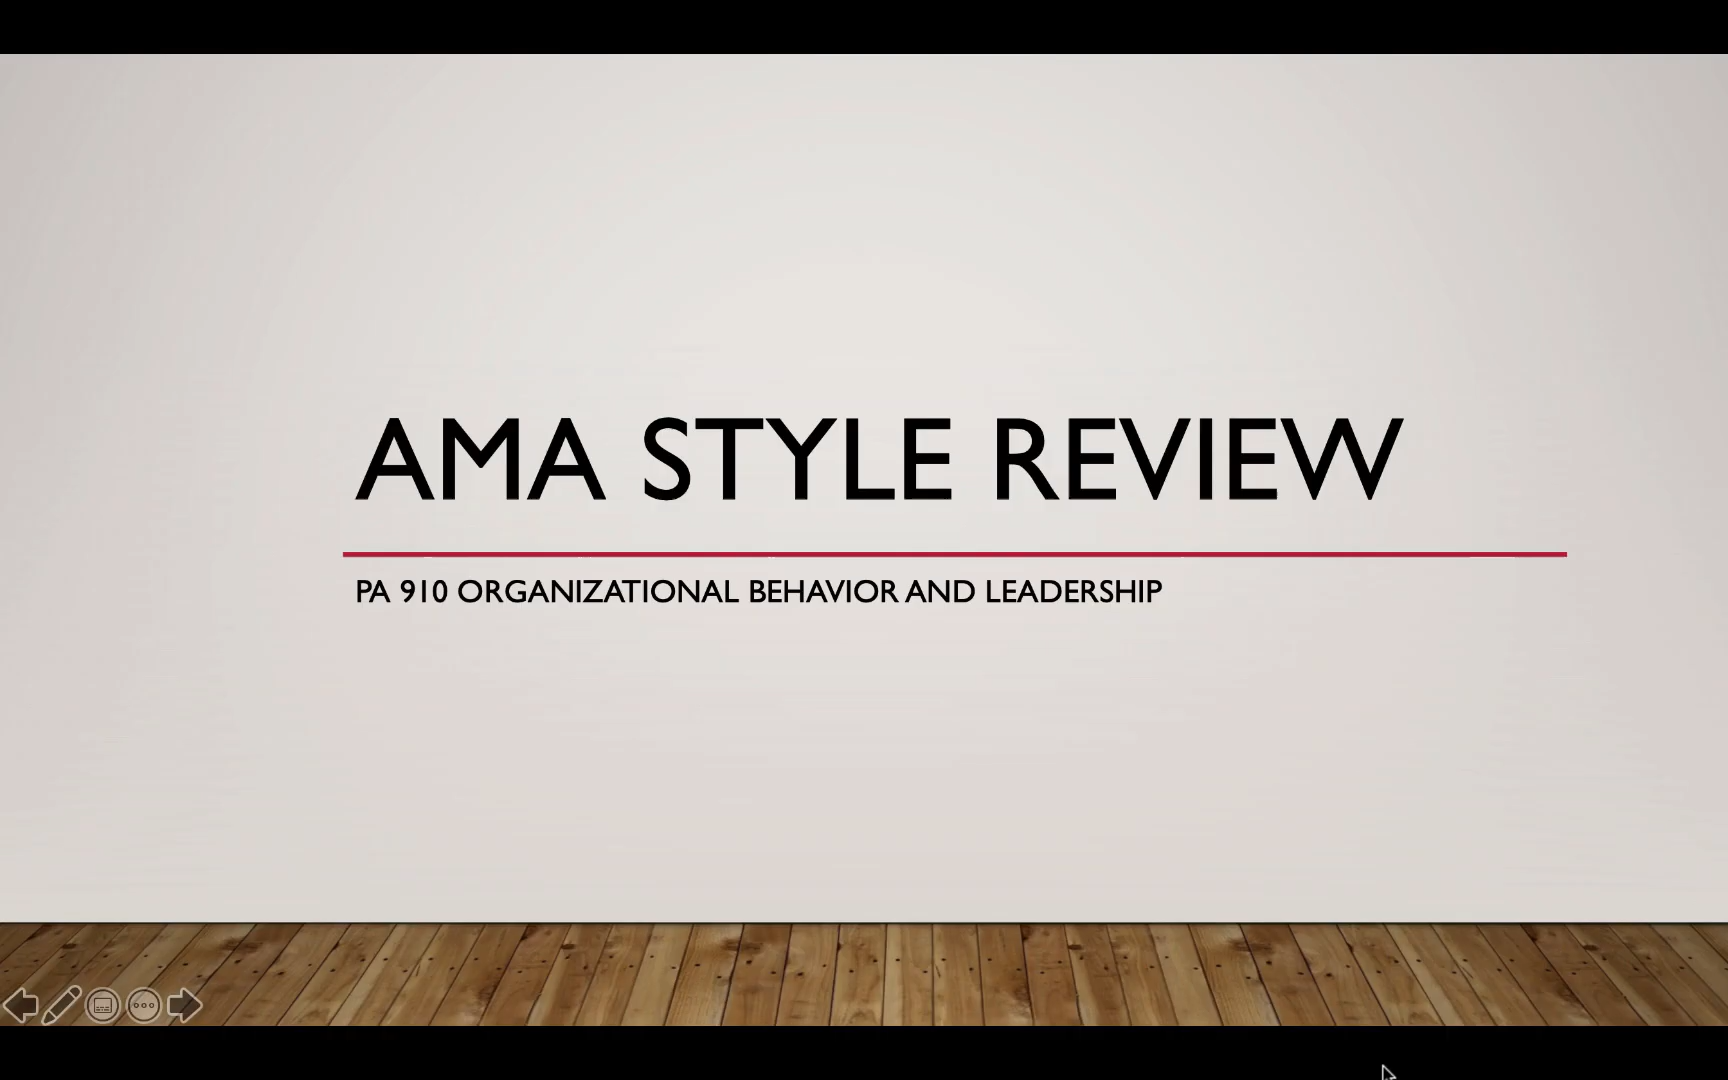 AMA STYLE REVIEW
PA 910 ORGANIZATIONAL BEHAVIOR AND LEADERSHIP